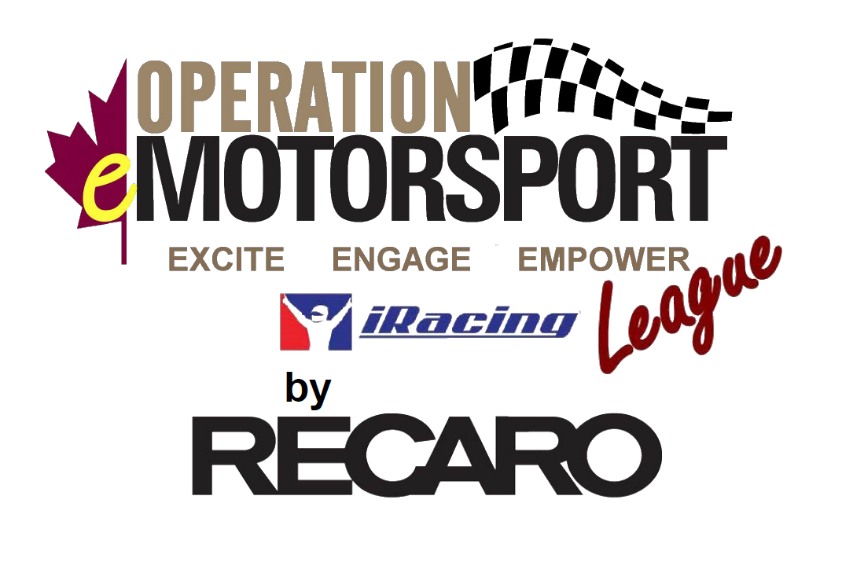 OPERATION
eMOTORSPORT
EXCITE ENGAGE EMPOWER
iRacing League
by
RECARO